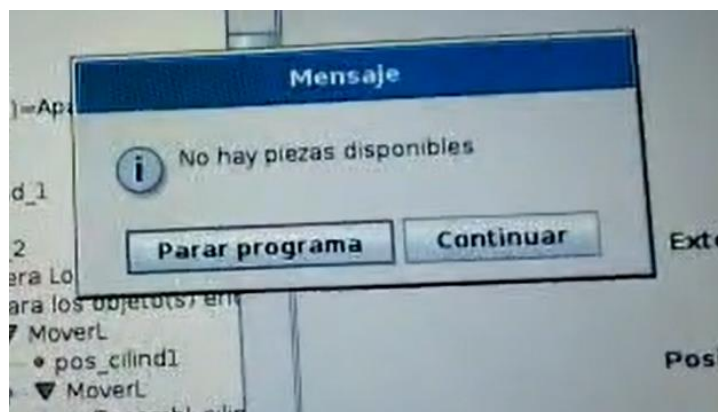 Mensaje
)=Apa
No hay piezas disponibles
d_1
Parar programa
Continuar
_2
Exte
era Lo
ara los objeto(s) en
MoverL
pos_cilind1
Pos
MoverL